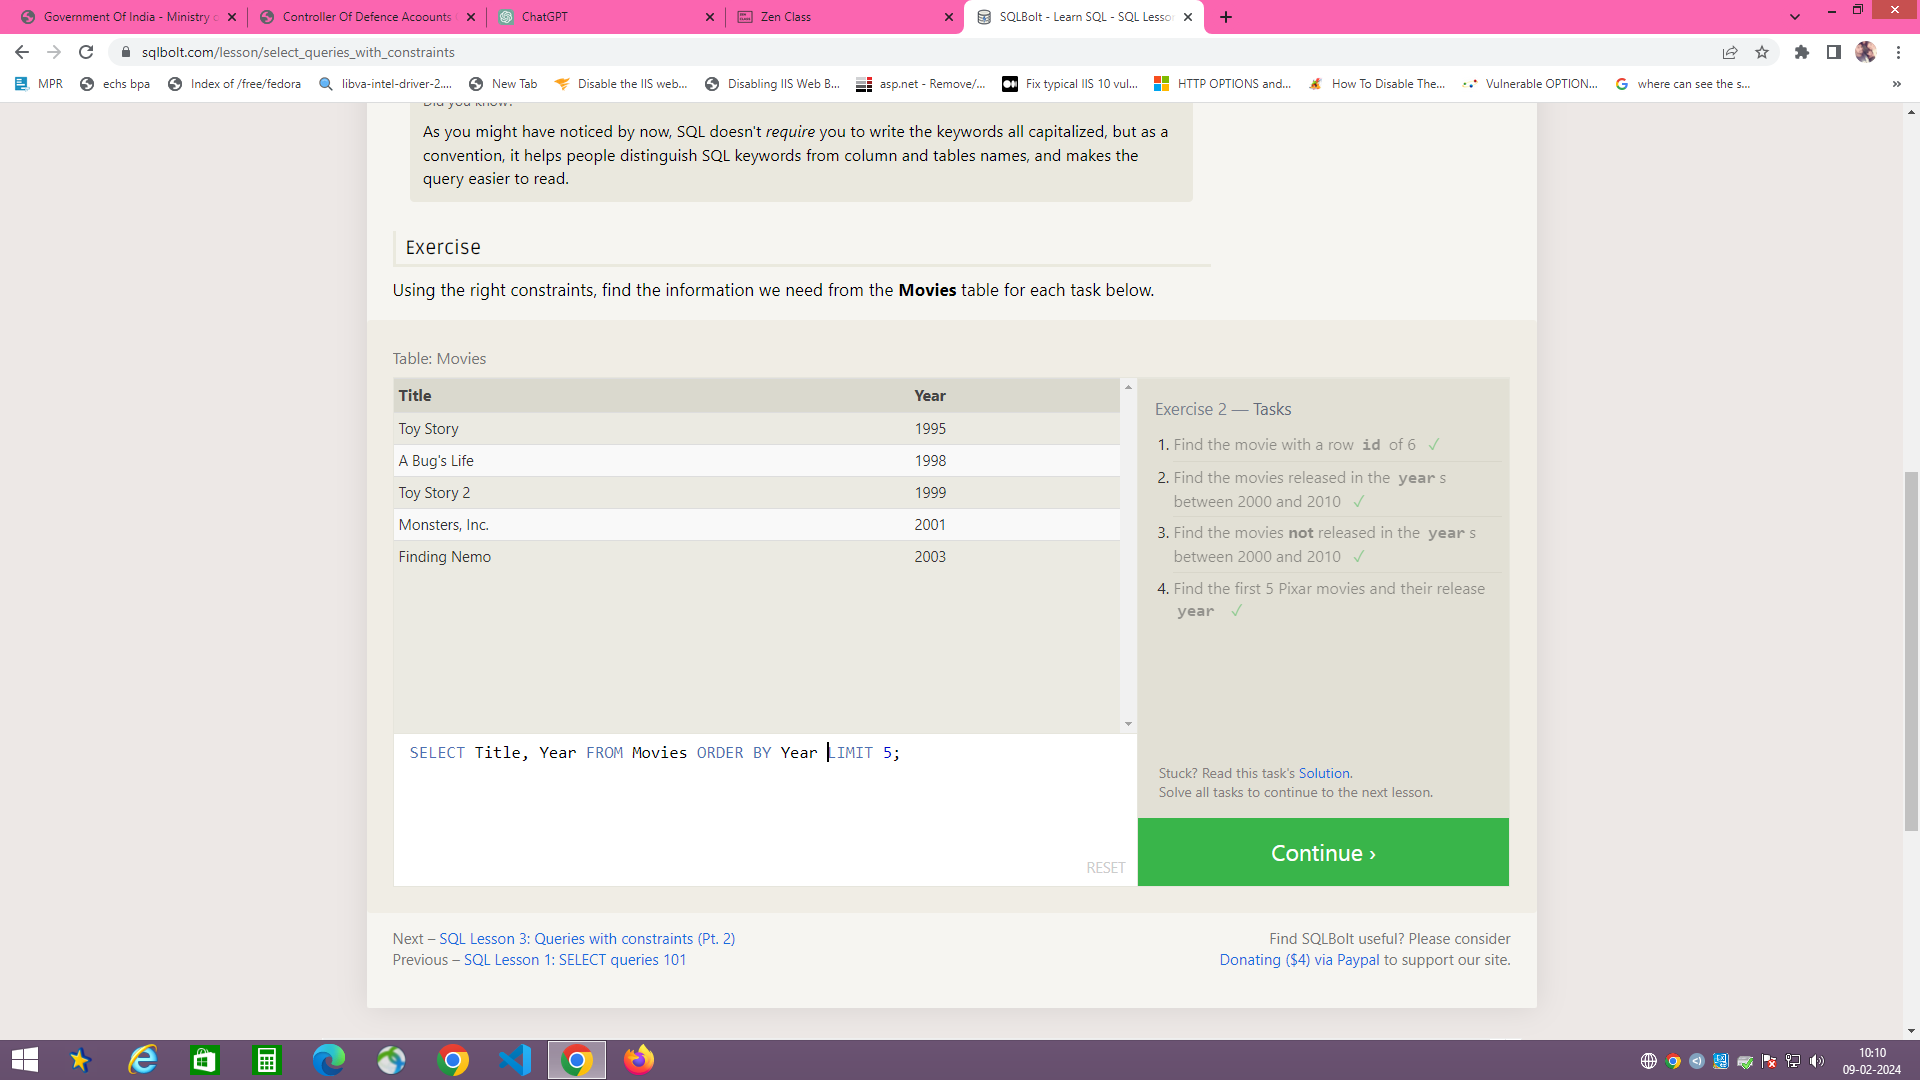 Government Of India - Ministry c
Controller Of Defence Acoounts
ChatGPT
Zen Class
SQLBolt - Learn SQL - SQL Lesso
sqlbolt.com/lesson/select_queries_with_constraints
MPR
echs bpa
Index of /free/fedora
libva-intel-driver-2....
New Tab
Disable the IIS web...
Disabling IIS Web B...
asp.net - Remove/...
Fix typical IIS 10 vul...
HTTP OPTIONS and...
How To Disable The...
Vulnerable OPTION...
where can see the s...
»
Did you know?
As you might have noticed by now, SQL doesn't require you to write the keywords all capitalized, but as a
convention, it helps people distinguish SQL keywords from column and tables names, and makes the
query easier to read.
Exercise
Using the right constraints, find the information we need from the Movies table for each task below.
Table: Movies
Title Year
Toy Story 1995
A Bug's Life 1998
Toy Story 2 1999
Monsters, Inc. 2001
Finding Nemo 2003
SELECT Title, Year FROM Movies ORDER BY Year LIMIT 5;
RESET
Exercise 2 — Tasks
1. Find the movie with a row id of 6 ✓
2. Find the movies released in the year s
between 2000 and 2010 ✓
3. Find the movies not released in the year s
between 2000 and 2010 ✓
4. Find the first 5 Pixar movies and their release
year ✓
Stuck? Read this task's Solution.
Solve all tasks to continue to the next lesson.
Continue ›
Next – SQL Lesson 3: Queries with constraints (Pt. 2)
Previous – SQL Lesson 1: SELECT queries 101
Find SQLBolt useful? Please consider
Donating ($4) via Paypal to support our site.
10:10
09-02-2024